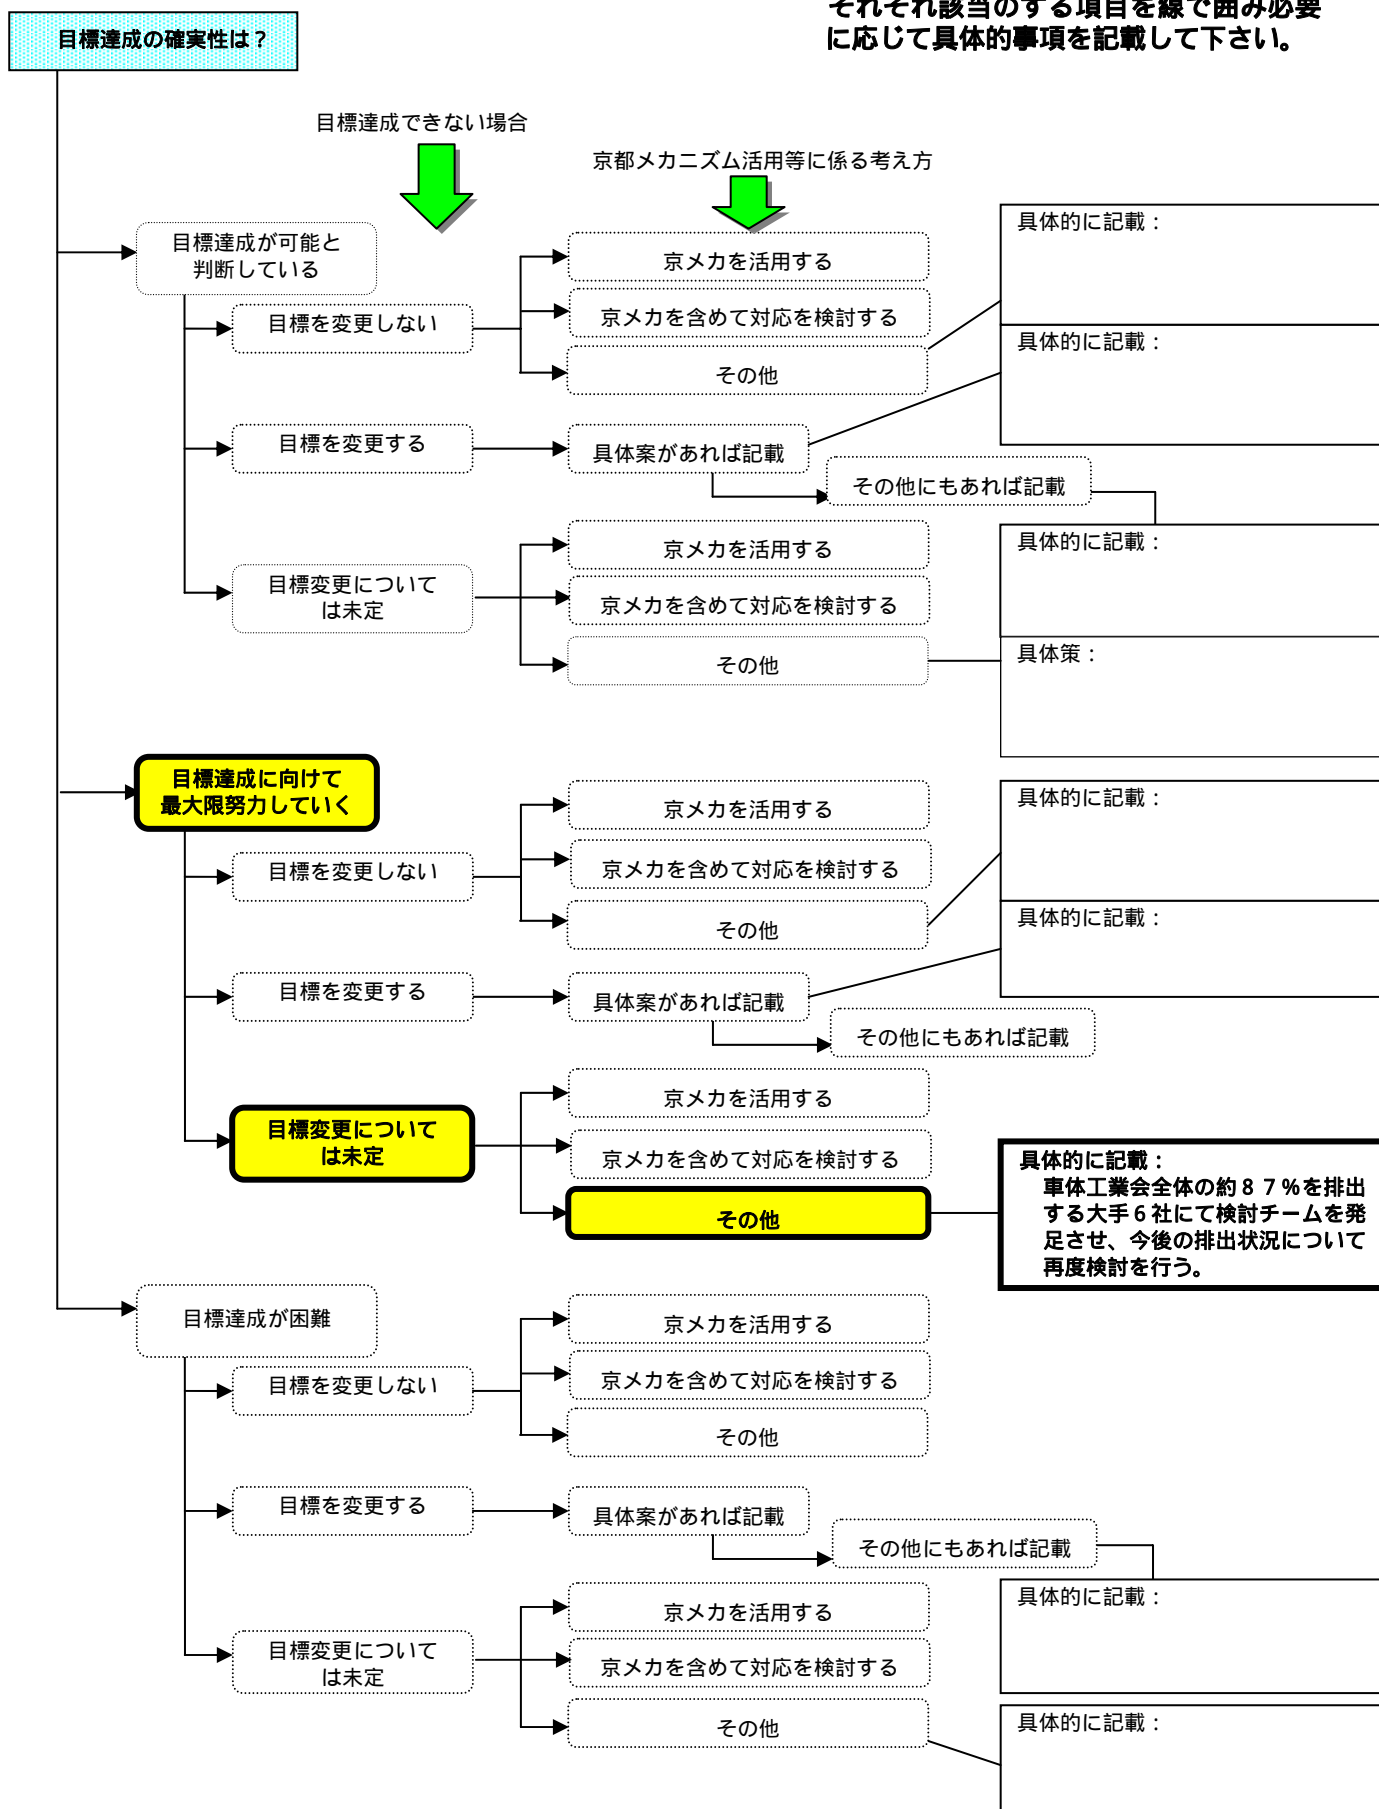 それぞれ該当のする項目を線で囲み必要
に応じて具体的事項を記載して下さい。
目標達成の確実性は？
目標達成できない場合
京都メカニズム活用等に係る考え方
目標達成が可能と
判断している
目標を変更しない
京メカを活用する
京メカを含めて対応を検討する
その他
具体的に記載：
目標を変更する
具体案があれば記載
具体的に記載：
その他にもあれば記載
具体的に記載：
目標変更について
は未定
京メカを活用する
京メカを含めて対応を検討する
その他
具体策：
目標達成に向けて
最大限努力していく
目標を変更しない
京メカを活用する
京メカを含めて対応を検討する
その他
具体的に記載：
目標を変更する
具体案があれば記載
具体的に記載：
その他にもあれば記載
目標変更について
は未定
京メカを活用する
京メカを含めて対応を検討する
その他
具体的に記載：
車体工業会全体の約８７％を排出
する大手６社にて検討チームを発
足させ、今後の排出状況について
再度検討を行う。
目標達成が困難
目標を変更しない
京メカを活用する
京メカを含めて対応を検討する
その他
目標を変更する
具体案があれば記載
その他にもあれば記載
具体的に記載：
目標変更について
は未定
京メカを活用する
京メカを含めて対応を検討する
その他
具体的に記載：